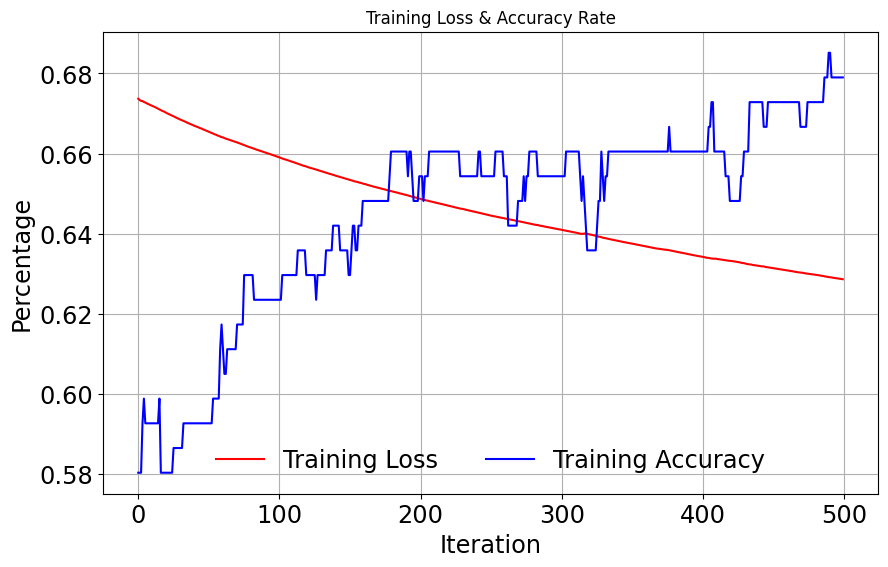 Training Loss & Accuracy Rate
0.68
0.66
0.64
0.62
0.60
0.58
Percentage
Training Loss
Training Accuracy
0 100 200 300 400 500
Iteration